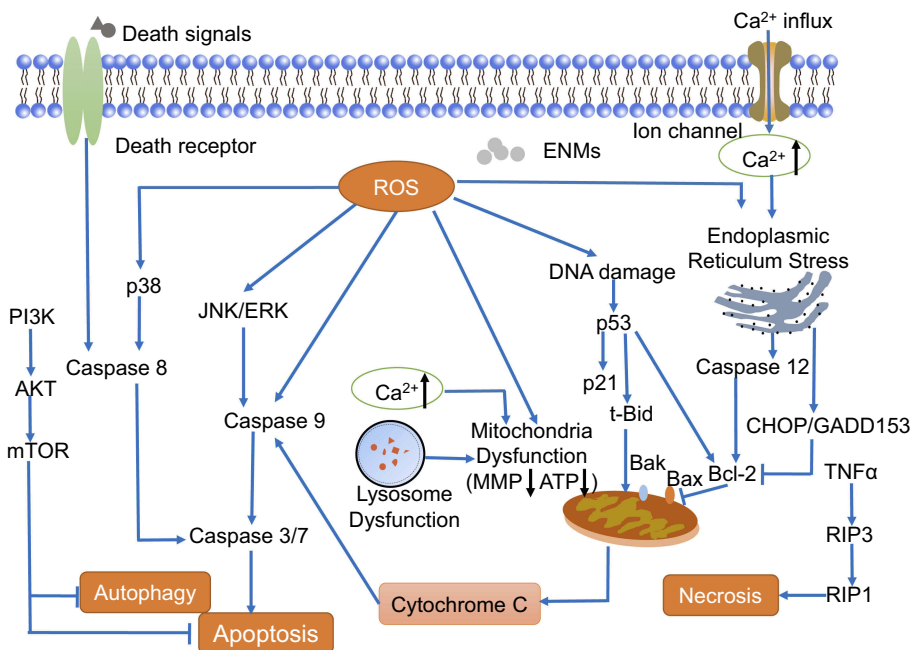 Death signals
Ca²⁺ influx
Ion channel
Death receptor
ENMs
Ca²⁺
ROS
Endoplasmic
Reticulum Stress
DNA damage
p38
JNK/ERK
p53
PI3K
Caspase 8
Caspase 12
AKT
p21
Ca²⁺
t-Bid
Caspase 9
CHOP/GADD153
mTOR
Mitochondria
Dysfunction
(MMP ATP )
Bak
Bax
Bcl-2
TNFα
Lysosome
Dysfunction
Caspase 3/7
RIP3
Autophagy
Cytochrome C
Necrosis
RIP1
Apoptosis